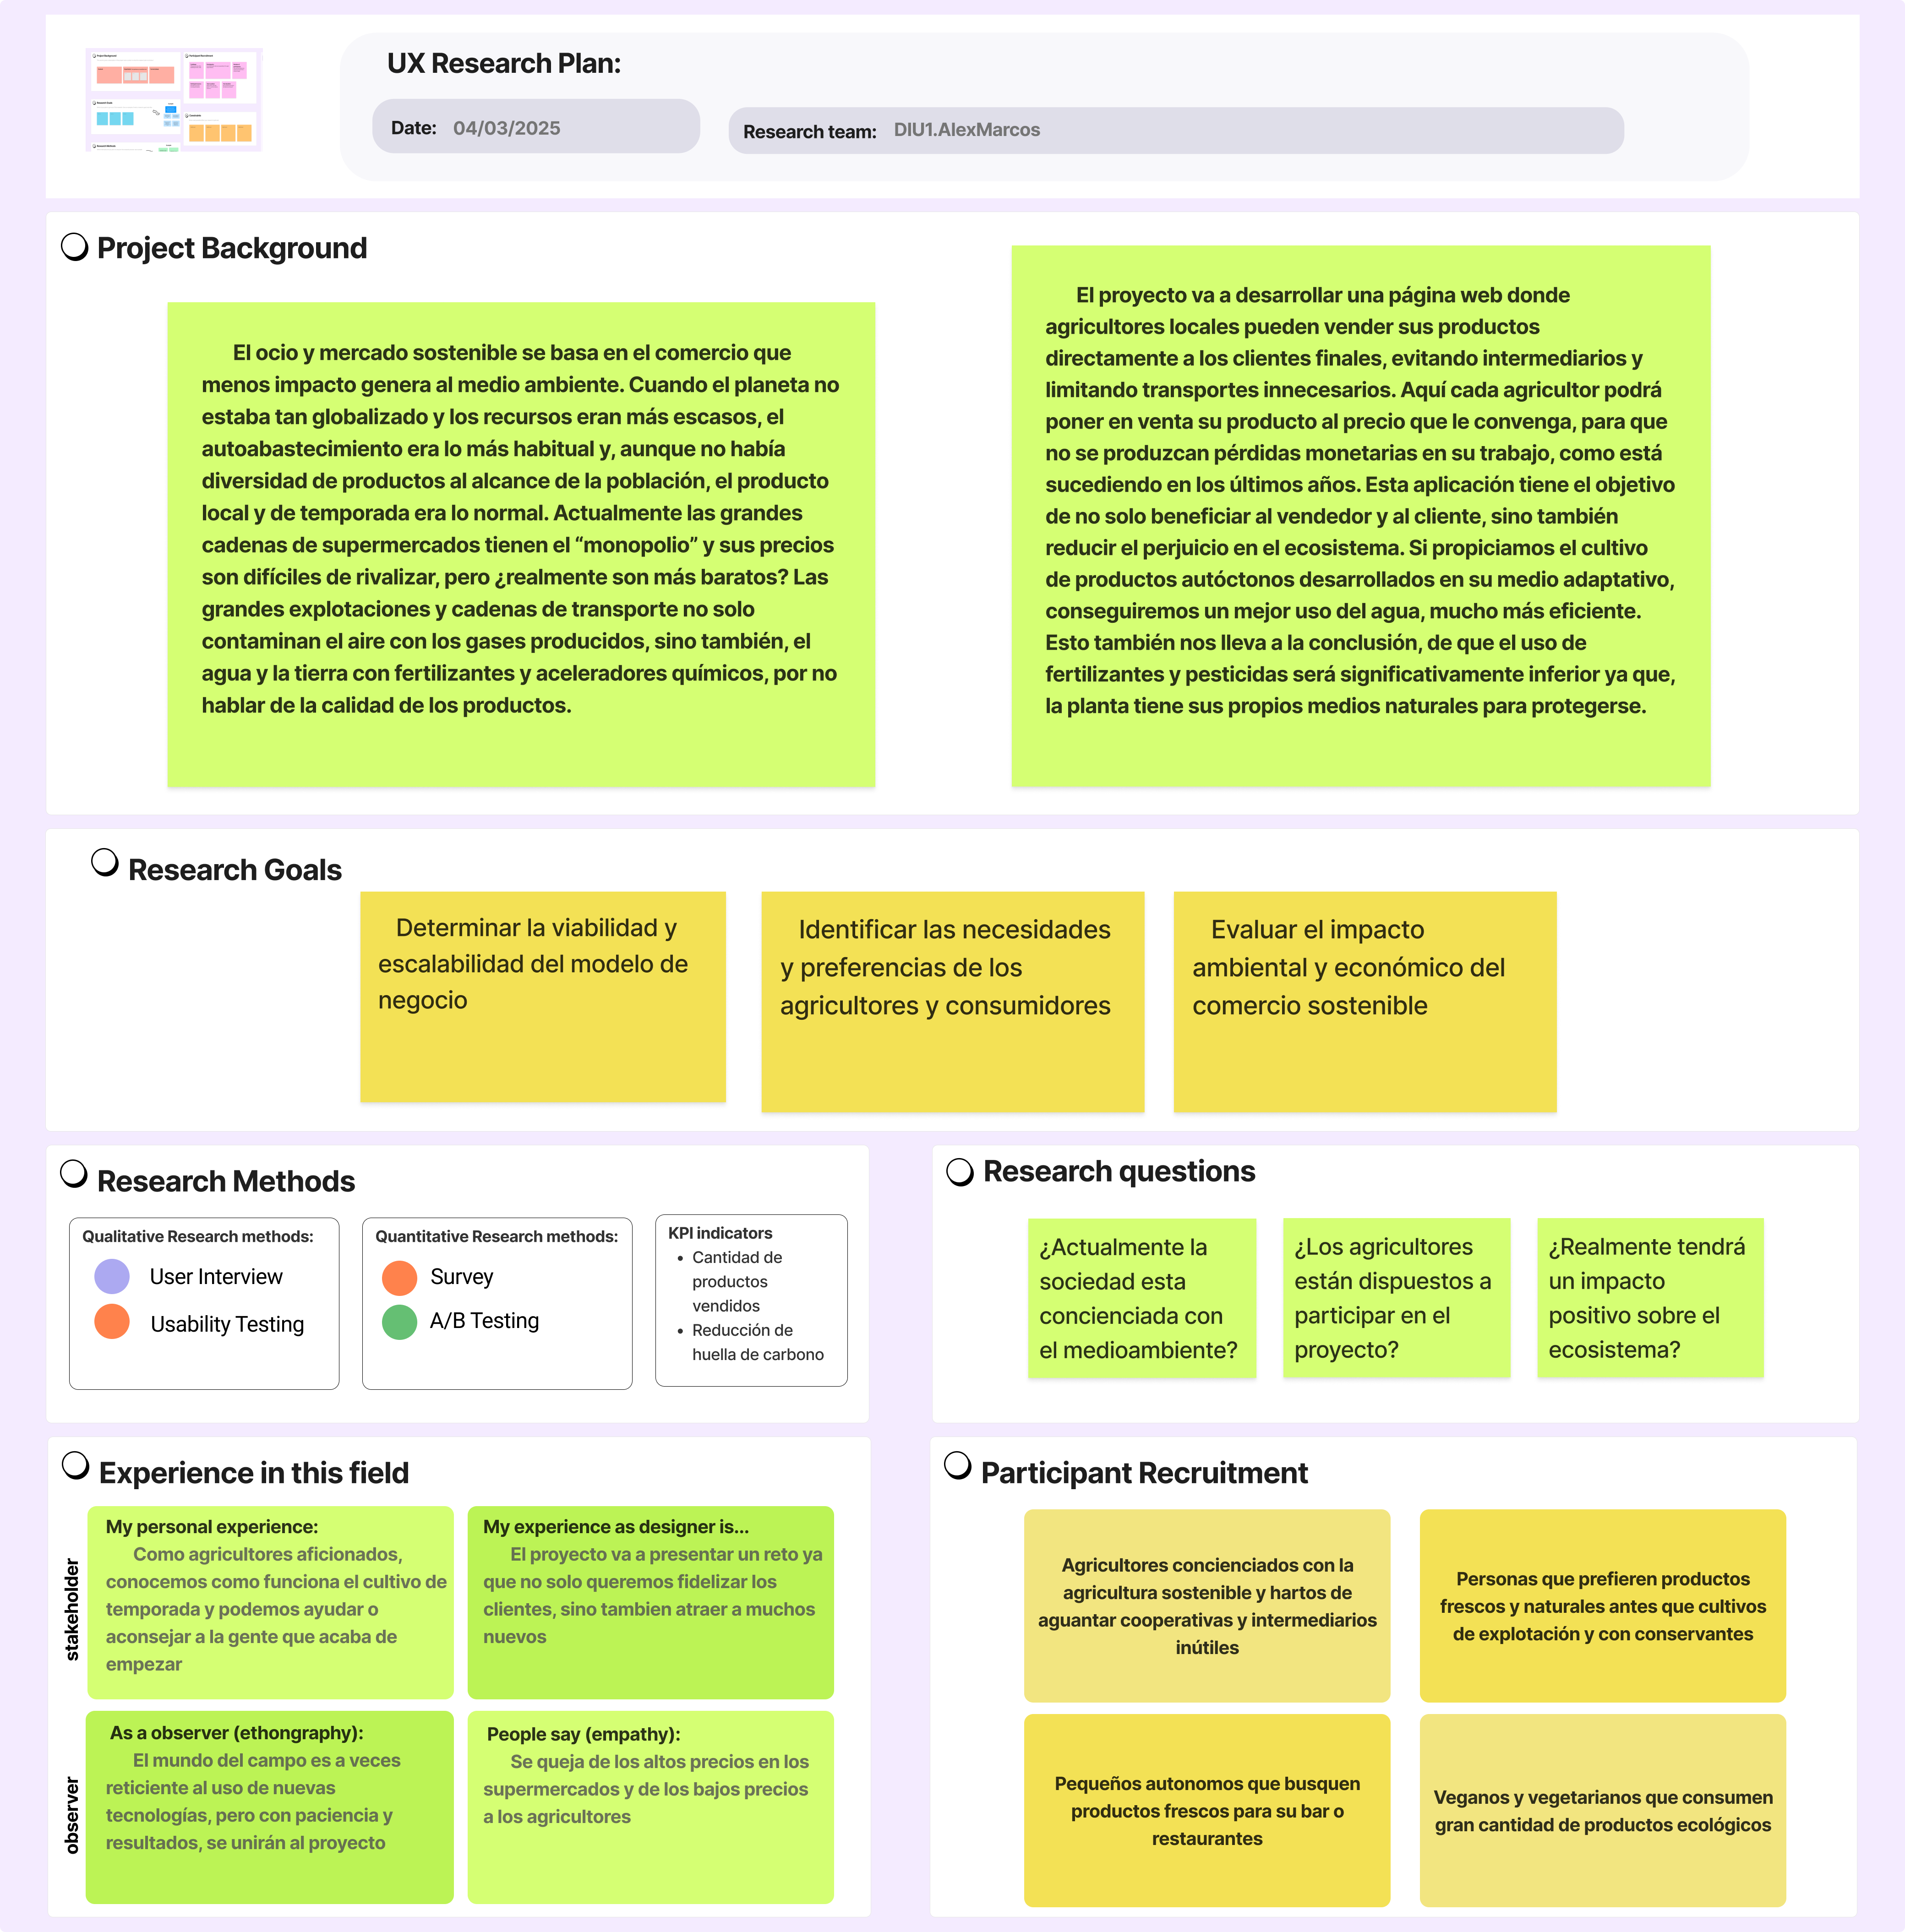 UX Research Plan:
Date: 04/03/2025
Research team: DIU1.AlexMarcos
Project Background
El ocio y mercado sostenible se basa en el comercio que
menos impacto genera al medio ambiente. Cuando el planeta no
estaba tan globalizado y los recursos eran más escasos, el
autoabastecimiento era lo más habitual y, aunque no había
diversidad de productos al alcance de la población, el producto
local y de temporada era lo normal. Actualmente las grandes
cadenas de supermercados tienen el “monopolio” y sus precios
son difíciles de rivalizar, pero ¿realmente son más baratos? Las
grandes explotaciones y cadenas de transporte no solo
contaminan el aire con los gases producidos, sino también, el
agua y la tierra con fertilizantes y aceleradores químicos, por no
hablar de la calidad de los productos.
El proyecto va a desarrollar una página web donde
agricultores locales pueden vender sus productos
directamente a los clientes finales, evitando intermediarios y
limitando transportes innecesarios. Aquí cada agricultor podrá
poner en venta su producto al precio que le convenga, para que
no se produzcan pérdidas monetarias en su trabajo, como está
sucediendo en los últimos años. Esta aplicación tiene el objetivo
de no solo beneficiar al vendedor y al cliente, sino también
reducir el perjuicio en el ecosistema. Si propiciamos el cultivo
de productos autóctonos desarrollados en su medio adaptativo,
conseguiremos un mejor uso del agua, mucho más eficiente.
Esto también nos lleva a la conclusión, de que el uso de
fertilizantes y pesticidas será significativamente inferior ya que,
la planta tiene sus propios medios naturales para protegerse.
Research Goals
Determinar la viabilidad y
escalabilidad del modelo de
negocio
Identificar las necesidades
y preferencias de los
agricultores y consumidores
Evaluar el impacto
ambiental y económico del
comercio sostenible
Research Methods
Qualitative Research methods:
User Interview
Usability Testing
Quantitative Research methods:
Survey
A/B Testing
KPI indicators
• Cantidad de
productos
vendidos
• Reducción de
huella de carbono
Research questions
¿Actualmente la
sociedad esta
concienciada con
el medioambiente?
¿Los agricultores
están dispuestos a
participar en el
proyecto?
¿Realmente tendrá
un impacto
positivo sobre el
ecosistema?
Experience in this field
stakeholder
My personal experience:
Como agricultores aficionados,
conocemos como funciona el cultivo de
temporada y podemos ayudar o
aconsejar a la gente que acaba de
empezar
My experience as designer is...
El proyecto va a presentar un reto ya
que no solo queremos fidelizar los
clientes, sino tambien atraer a muchos
nuevos
observer
As a observer (ethongraphy):
El mundo del campo es a veces
reticiente al uso de nuevas
tecnologías, pero con paciencia y
resultados, se unirán al proyecto
People say (empathy):
Se queja de los altos precios en los
supermercados y de los bajos precios
a los agricultores
Participant Recruitment
Agricultores concienciados con la
agricultura sostenible y hartos de
aguantar cooperativas y intermediarios
inútiles
Personas que prefieren productos
frescos y naturales antes que cultivos
de explotación y con conservantes
Pequeños autonomos que busquen
productos frescos para su bar o
restaurantes
Veganos y vegetarianos que consumen
gran cantidad de productos ecológicos